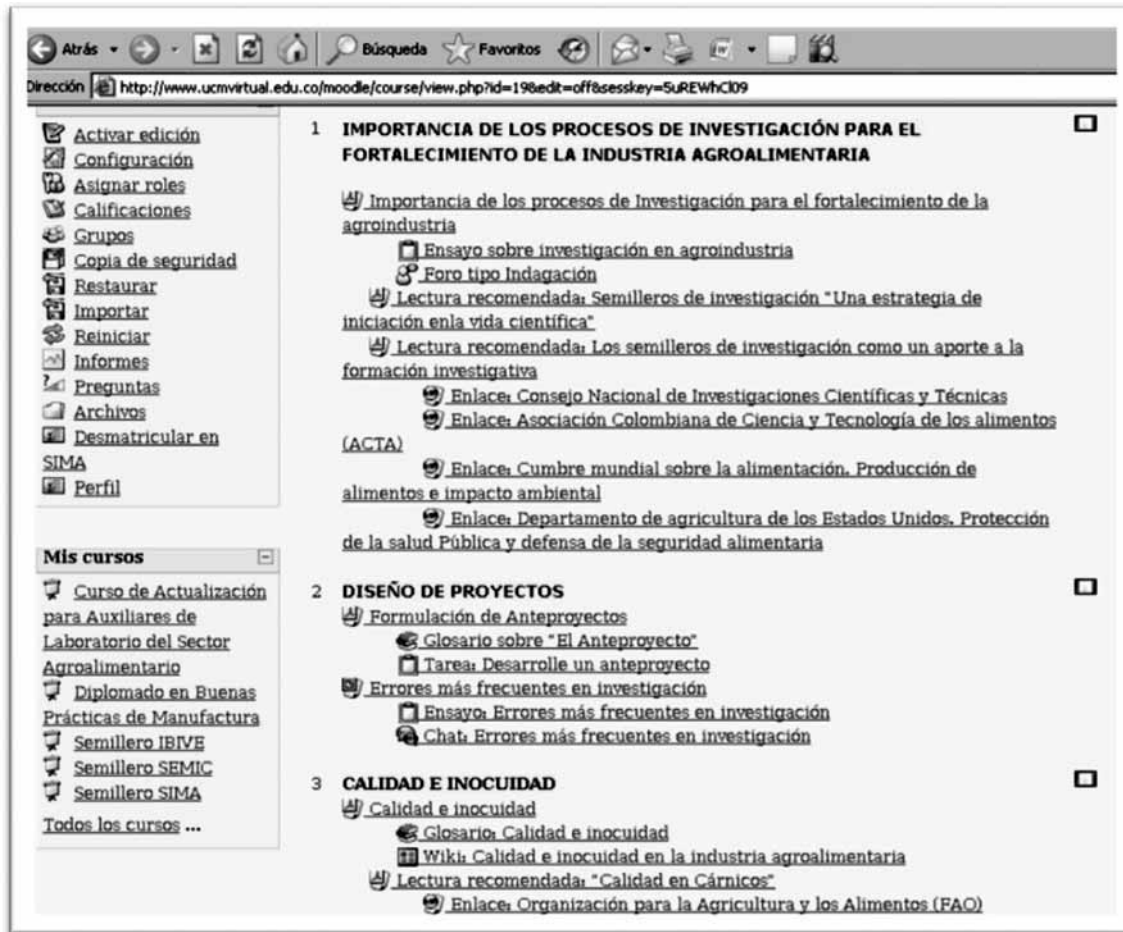 Atrás
Búsqueda
Favoritos
Dirección http://www.ucmvirtual.edu.co/moodle/course/view.php?id=19&edit=off&sesskey=5uREWhCl09
Activar edición
Configuración
Asignar roles
Calificaciones
Grupos
Copia de seguridad
Restaurar
Importar
Reiniciar
Informes
Preguntas
Archivos
Desmatricular en
SIMA
Perfil
Mis cursos
Curso de Actualización
para Auxiliares de
Laboratorio del Sector
Agroalimentario
Diplomado en Buenas
Prácticas de Manufactura
Semillero IBIVE
Semillero SEMIC
Semillero SIMA
Todos los cursos ...
1 IMPORTANCIA DE LOS PROCESOS DE INVESTIGACIÓN PARA EL
FORTALECIMIENTO DE LA INDUSTRIA AGROALIMENTARIA
Importancia de los procesos de Investigación para el fortalecimiento de la
agroindustria
Ensayo sobre investigación en agroindustria
Foro tipo Indagación
Lectura recomendada: Semilleros de investigación "Una estrategia de
iniciación enla vida científica"
Lectura recomendada: Los semilleros de investigación como un aporte a la
formación investigativa
Enlace: Consejo Nacional de Investigaciones Científicas y Técnicas
Enlace: Asociación Colombiana de Ciencia y Tecnología de los alimentos
(ACTA)
Enlace: Cumbre mundial sobre la alimentación. Producción de
alimentos e impacto ambiental
Enlace: Departamento de agricultura de los Estados Unidos. Protección
de la salud Pública y defensa de la seguridad alimentaria
2 DISEÑO DE PROYECTOS
Formulación de Anteproyectos
Glosario sobre "El Anteproyecto"
Tarea: Desarrolle un anteproyecto
Errores más frecuentes en investigación
Ensayo: Errores más frecuentes en investigación
Chat: Errores más frecuentes en investigación
3 CALIDAD E INOCUIDAD
Calidad e inocuidad
Glosario: Calidad e inocuidad
Wiki: Calidad e inocuidad en la industria agroalimentaria
Lectura recomendada: "Calidad en Cárnicos"
Enlace: Organización para la Agricultura y los Alimentos (FAO)